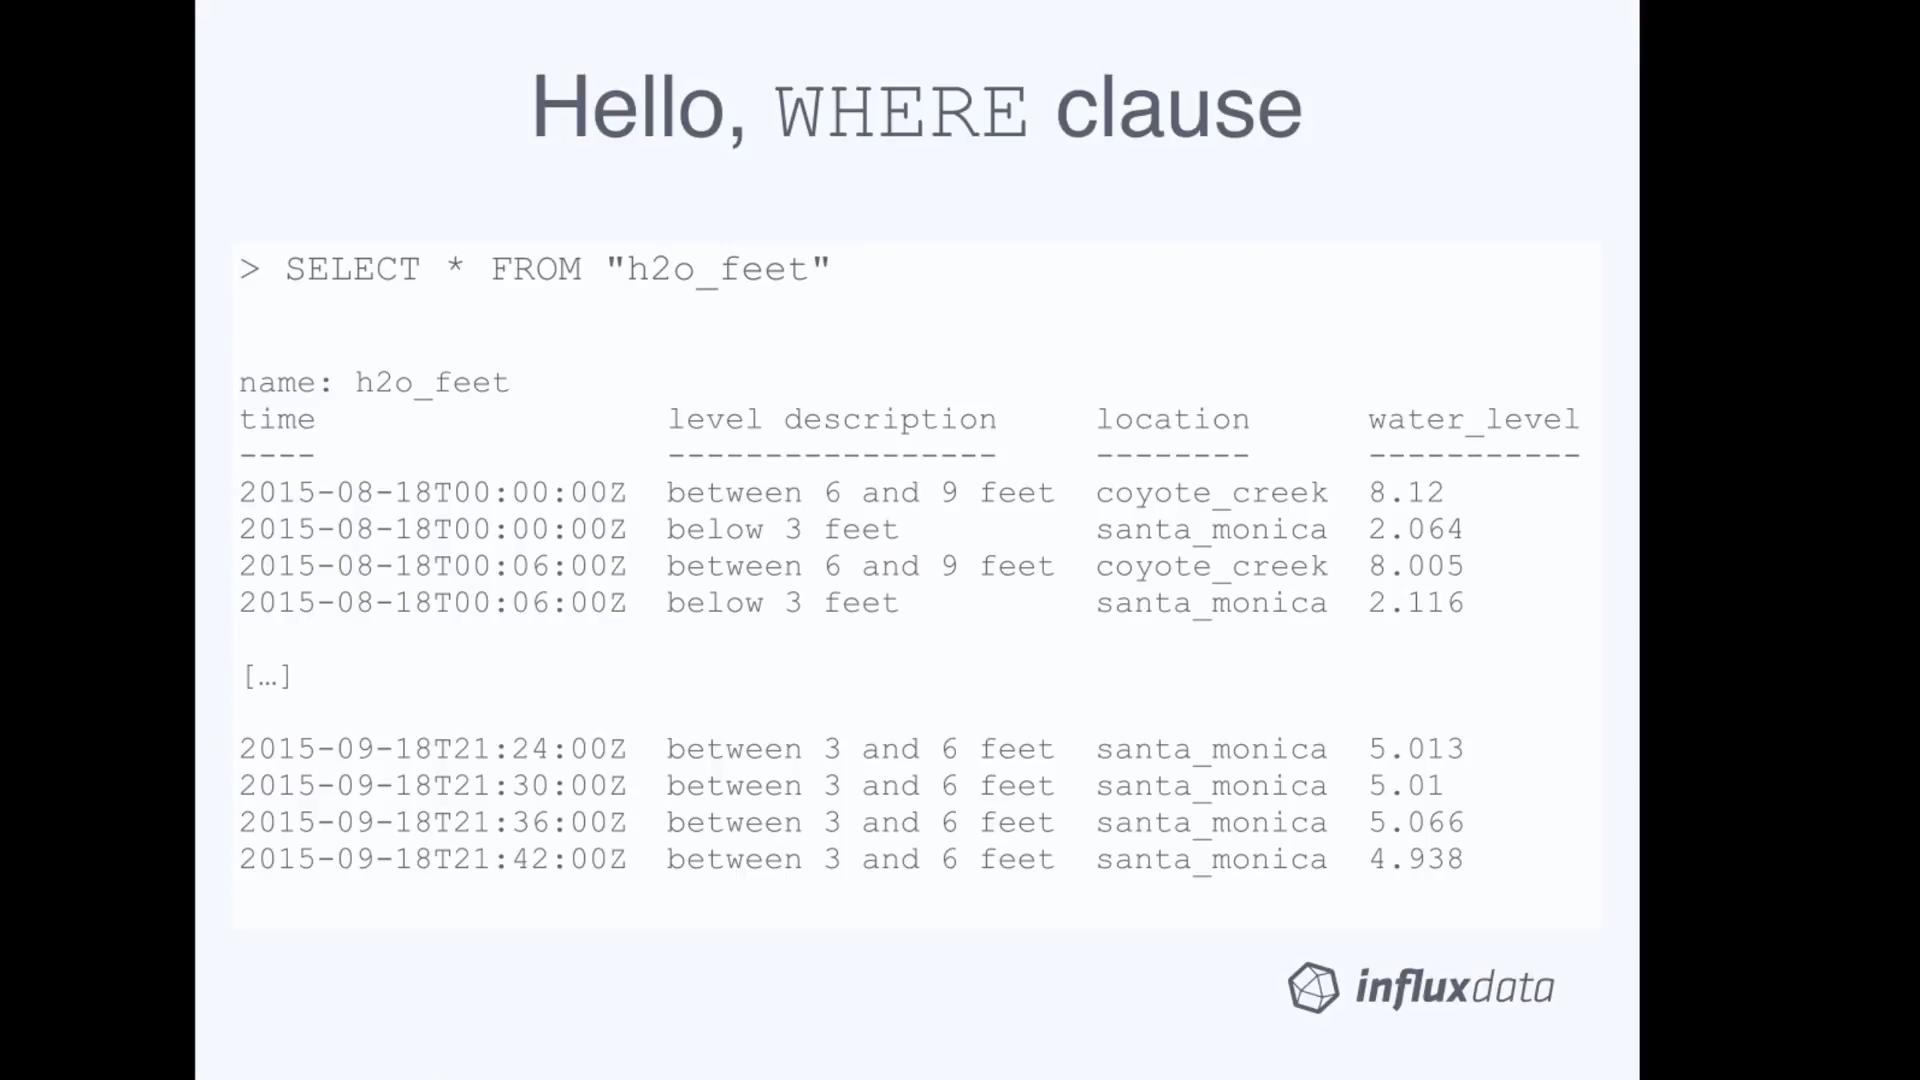 Hello, WHERE clause
> SELECT * FROM "h2o_feet"
name: h2o_feet
time level description location water_level
---- ----------------- -------- -----------
2015-08-18T00:00:00Z between 6 and 9 feet coyote_creek 8.12
2015-08-18T00:00:00Z below 3 feet santa_monica 2.064
2015-08-18T00:06:00Z between 6 and 9 feet coyote_creek 8.005
2015-08-18T00:06:00Z below 3 feet santa_monica 2.116
[…]
2015-09-18T21:24:00Z between 3 and 6 feet santa_monica 5.013
2015-09-18T21:30:00Z between 3 and 6 feet santa_monica 5.01
2015-09-18T21:36:00Z between 3 and 6 feet santa_monica 5.066
2015-09-18T21:42:00Z between 3 and 6 feet santa_monica 4.938
influxdata